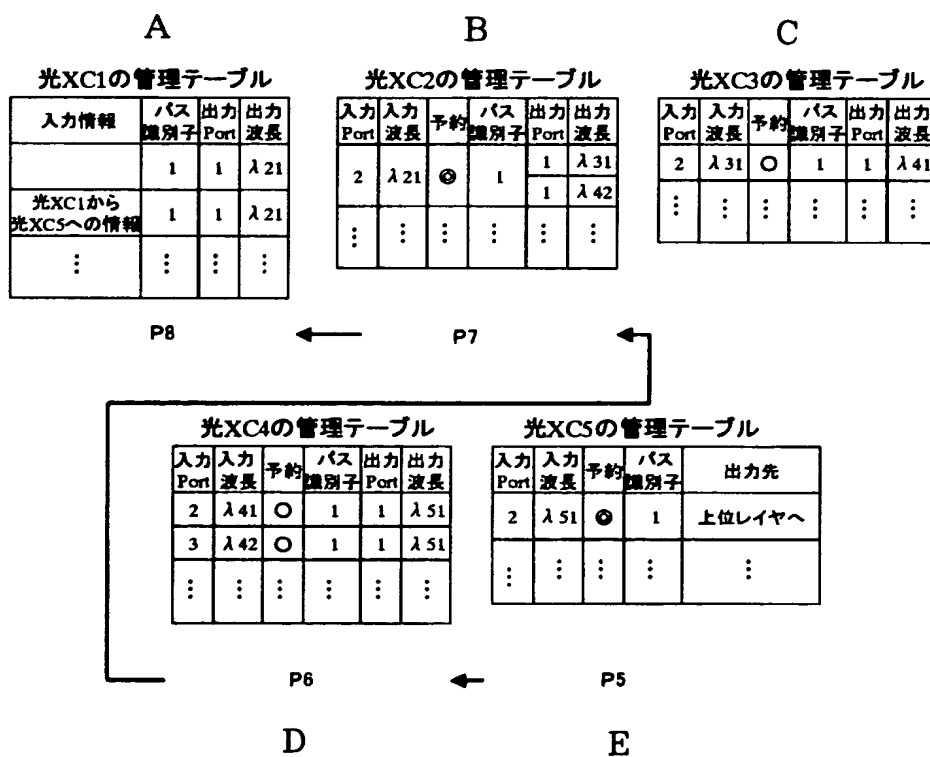 A
B
C
光XC1の管理テーブル
入力情報 パス識別子 出力Port 出力波長
1 1 λ21
光XC1から光XC5への情報 1 1 λ21
⋮ ⋮ ⋮ ⋮
光XC2の管理テーブル
入力Port 入力波長 予約 パス識別子 出力Port 出力波長
2 λ21 ◎ 1 1 λ31
1 λ42
⋮ ⋮ ⋮ ⋮ ⋮ ⋮
光XC3の管理テーブル
入力Port 入力波長 予約 パス識別子 出力Port 出力波長
2 λ31 ○ 1 1 λ41
⋮ ⋮ ⋮ ⋮ ⋮ ⋮
P8
P7
光XC4の管理テーブル
入力Port 入力波長 予約 パス識別子 出力Port 出力波長
2 λ41 ○ 1 1 λ51
3 λ42 ○ 1 1 λ51
⋮ ⋮ ⋮ ⋮ ⋮ ⋮
光XC5の管理テーブル
入力Port 入力波長 予約 パス識別子 出力先
2 λ51 ◎ 1 上位レイヤへ
⋮ ⋮ ⋮ ⋮ ⋮
P6
P5
D
E